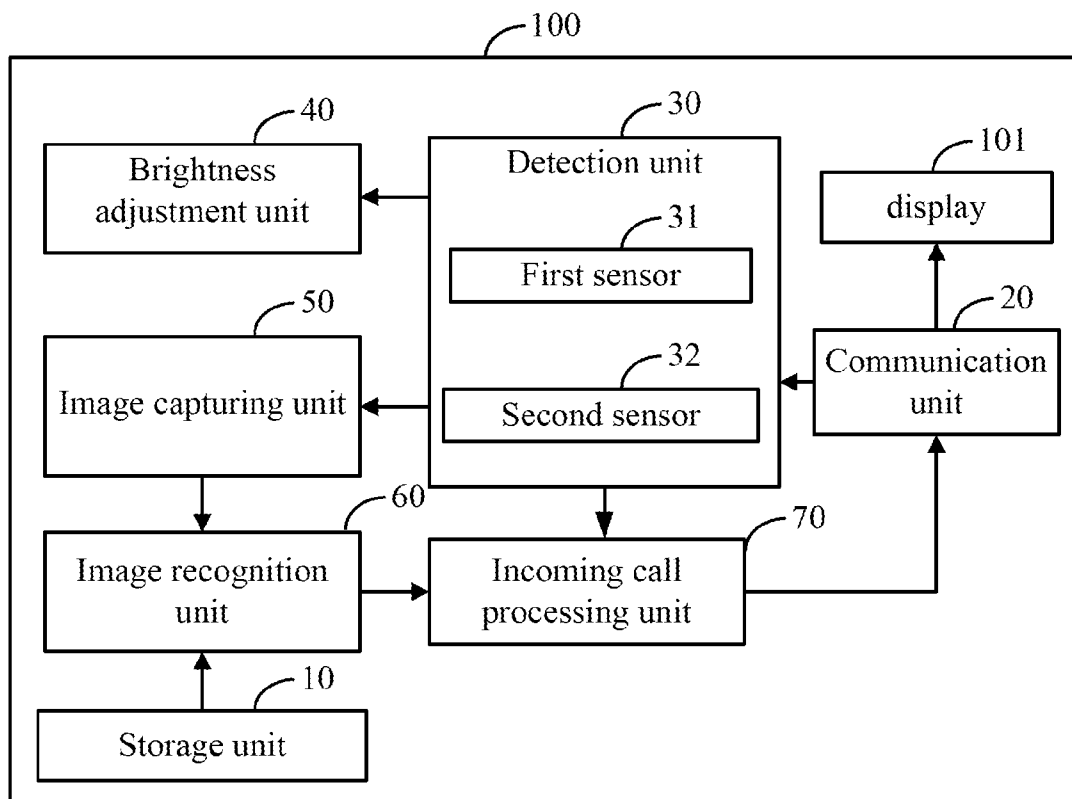 100
40
Brightness
adjustment unit
30
Detection unit
31
First sensor
32
Second sensor
101
display
20
Communication
unit
50
Image capturing unit
60
Image recognition
unit
70
Incoming call
processing unit
10
Storage unit